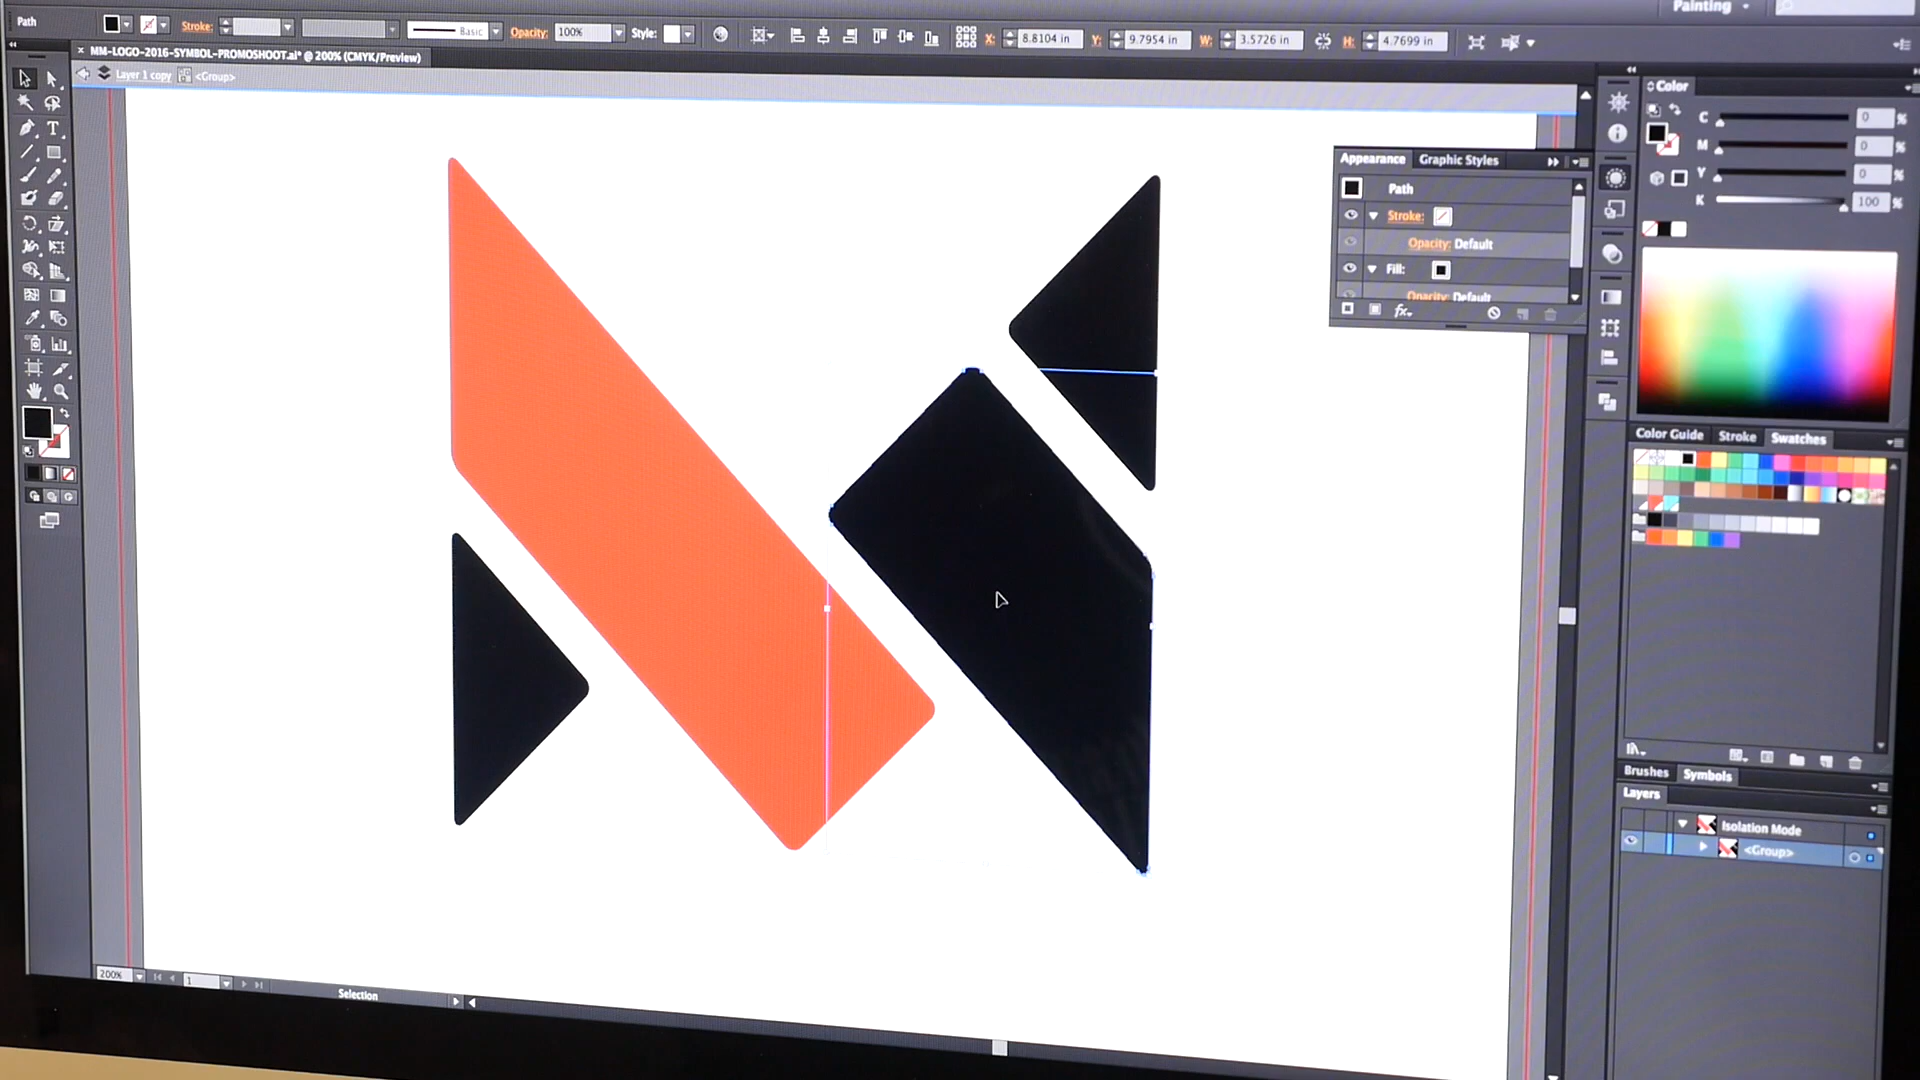 Painting
Path
Stroke:
Basic
Opacity: 100%
Style:
X: 8.8104 in
Y: 9.7954 in
W: 3.5726 in
H: 4.7699 in
MM-LOGO-2016-SYMBOL-PROMOSHOOT.ai* @ 200% (CMYK/Preview)
Layer 1 copy
<Group>
Color
C 0 %
M 0 %
Y 0 %
K 100 %
Appearance
Graphic Styles
Path
Stroke:
Opacity: Default
Fill:
Opacity: Default
fx
Color Guide
Stroke
Swatches
Brushes
Symbols
Layers
Isolation Mode
<Group>
200%
1
Selection